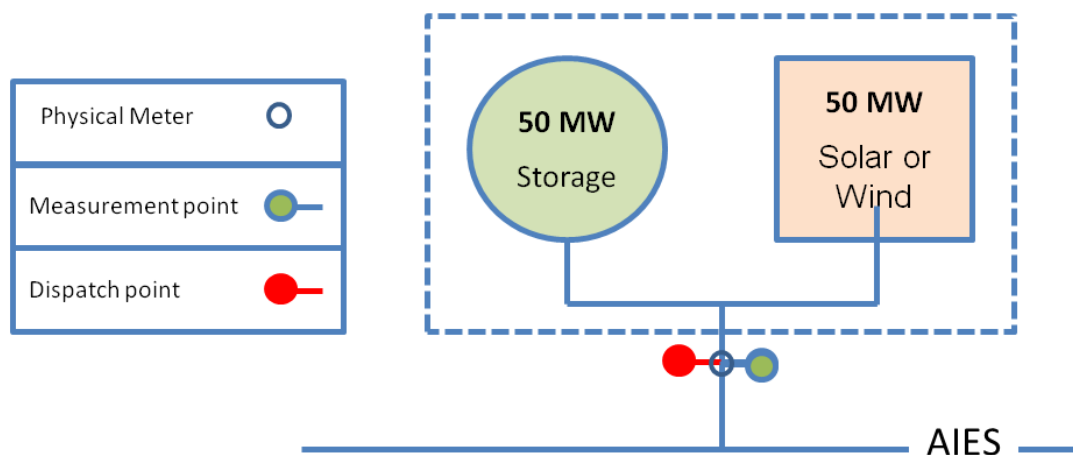 Physical Meter
Measurement point
Dispatch point
50 MW
Storage
50 MW
Solar or
Wind
AIES